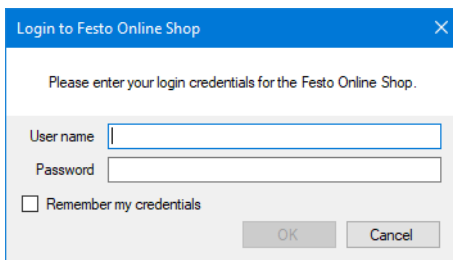 Login to Festo Online Shop
Please enter your login credentials for the Festo Online Shop.
User name
Password
Remember my credentials
OK Cancel